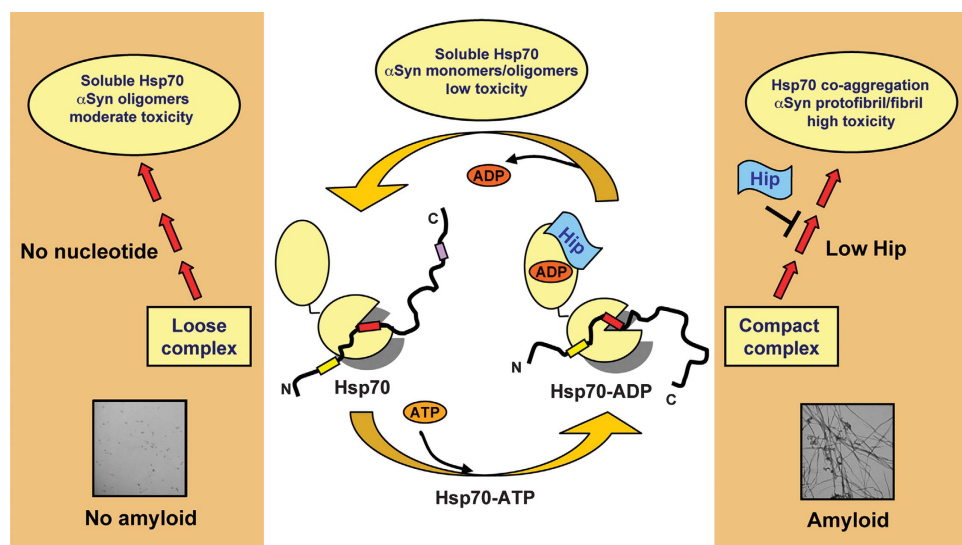 Soluble Hsp70
αSyn oligomers
moderate toxicity
No nucleotide
Loose
complex
No amyloid
Soluble Hsp70
αSyn monomers/oligomers
low toxicity
ADP
C
N
Hsp70
ATP
Hsp70-ATP
Hip
ADP
N
C
Hsp70-ADP
Hsp70 co-aggregation
αSyn protofibril/fibril
high toxicity
Hip
Low Hip
Compact
complex
Amyloid